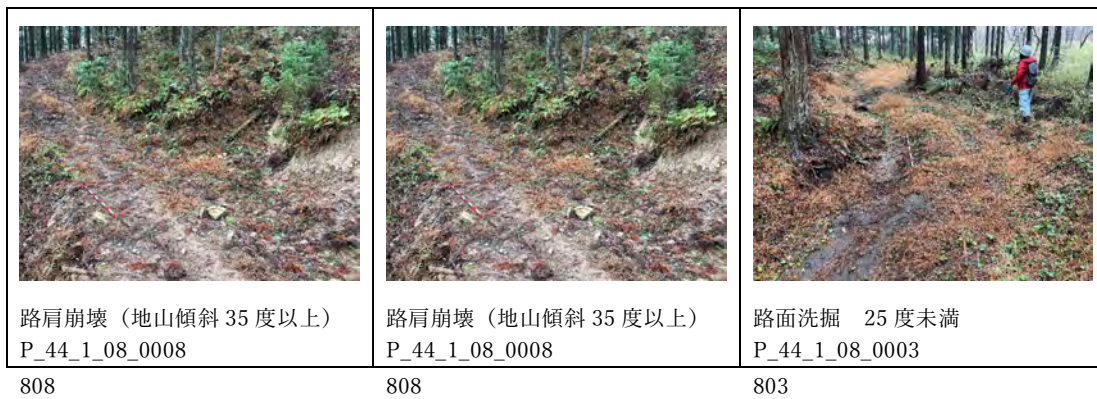 路肩崩壊（地山傾斜 35 度以上）
P_44_1_08_0008
808
路肩崩壊（地山傾斜 35 度以上）
P_44_1_08_0008
808
路面洗掘　25 度未満
P_44_1_08_0003
803